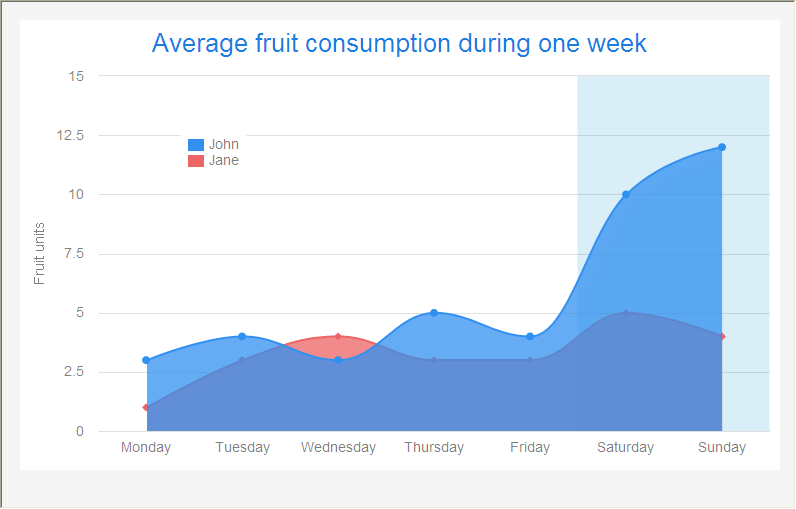 Average fruit consumption during one week
15
12.5
10
7.5
5
2.5
0
Fruit units
John
Jane
Monday Tuesday Wednesday Thursday Friday Saturday Sunday